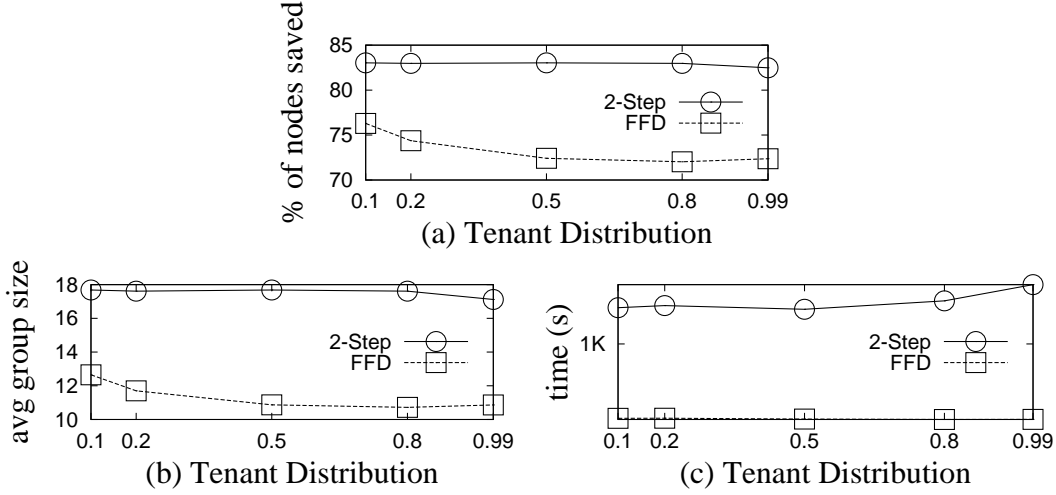 % of nodes saved
85
80
75
70
2-Step
FFD
0.1 0.2 0.5 0.8 0.99
(a) Tenant Distribution
avg group size
18
16
14
12
10
2-Step
FFD
0.1 0.2 0.5 0.8 0.99
(b) Tenant Distribution
time (s)
1K
2-Step
FFD
0.1 0.2 0.5 0.8 0.99
(c) Tenant Distribution